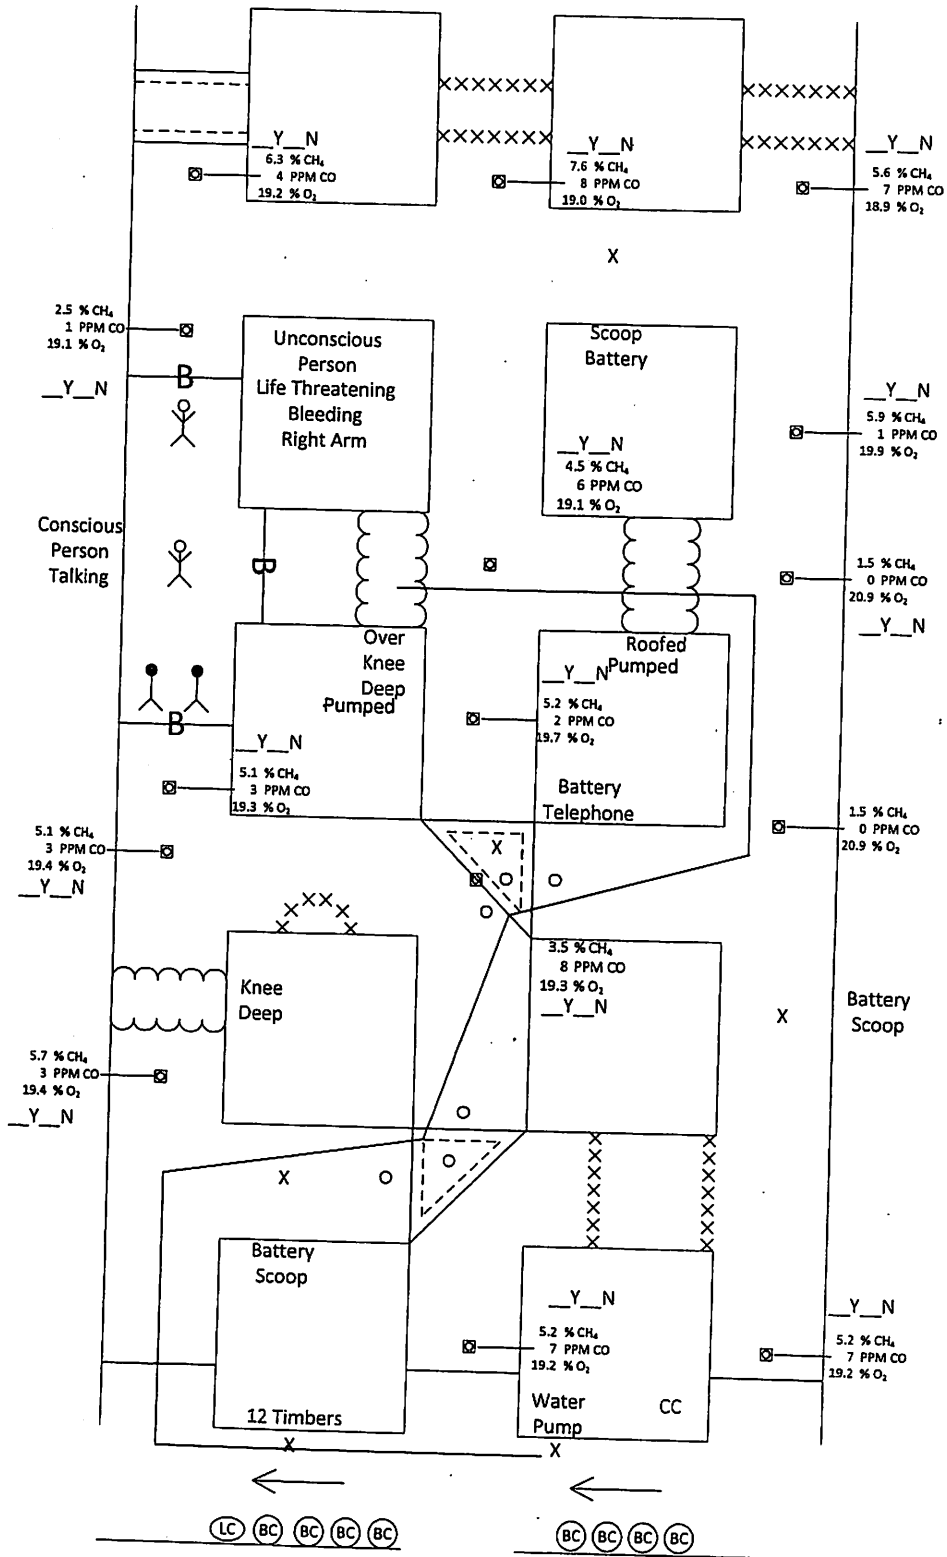 __Y__N
6.3 % CH₄
4 PPM CO
19.2 % O₂
__Y__N
7.6 % CH₄
8 PPM CO
19.0 % O₂
__Y__N
5.6 % CH₄
7 PPM CO
18.9 % O₂
X
2.5 % CH₄
1 PPM CO
19.1 % O₂
__Y__N
B
Unconscious
Person
Life Threatening
Bleeding
Right Arm
Scoop
Battery
__Y__N
4.5 % CH₄
6 PPM CO
19.1 % O₂
__Y__N
5.9 % CH₄
1 PPM CO
19.9 % O₂
Conscious
Person
Talking
B
1.5 % CH₄
0 PPM CO
20.9 % O₂
__Y__N
Over
Knee
Deep
Pumped
B
__Y__N
5.1 % CH₄
3 PPM CO
19.3 % O₂
Roofed
Pumped
__Y__N
5.2 % CH₄
2 PPM CO
19.7 % O₂
Battery
Telephone
5.1 % CH₄
3 PPM CO
19.4 % O₂
__Y__N
X
1.5 % CH₄
0 PPM CO
20.9 % O₂
Knee
Deep
3.5 % CH₄
8 PPM CO
19.3 % O₂
__Y__N
X
Battery
Scoop
5.7 % CH₄
3 PPM CO
19.4 % O₂
__Y__N
X
Battery
Scoop
12 Timbers
X
__Y__N
5.2 % CH₄
7 PPM CO
19.2 % O₂
Water
Pump
CC
X
__Y__N
5.2 % CH₄
7 PPM CO
19.2 % O₂
LC BC BC BC BC
BC BC BC BC